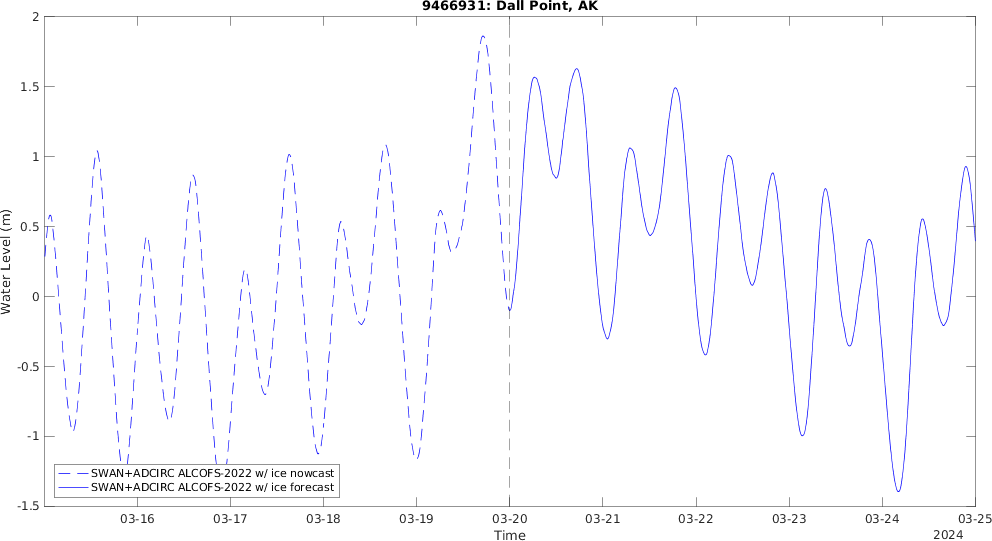 9466931: Dall Point, AK
2
1.5
1
0.5
0
-0.5
-1
-1.5
Water Level (m)
SWAN+ADCIRC ALCOFS-2022 w/ ice nowcast
SWAN+ADCIRC ALCOFS-2022 w/ ice forecast
03-16 03-17 03-18 03-19 03-20 03-21 03-22 03-23 03-24 03-25
Time
2024